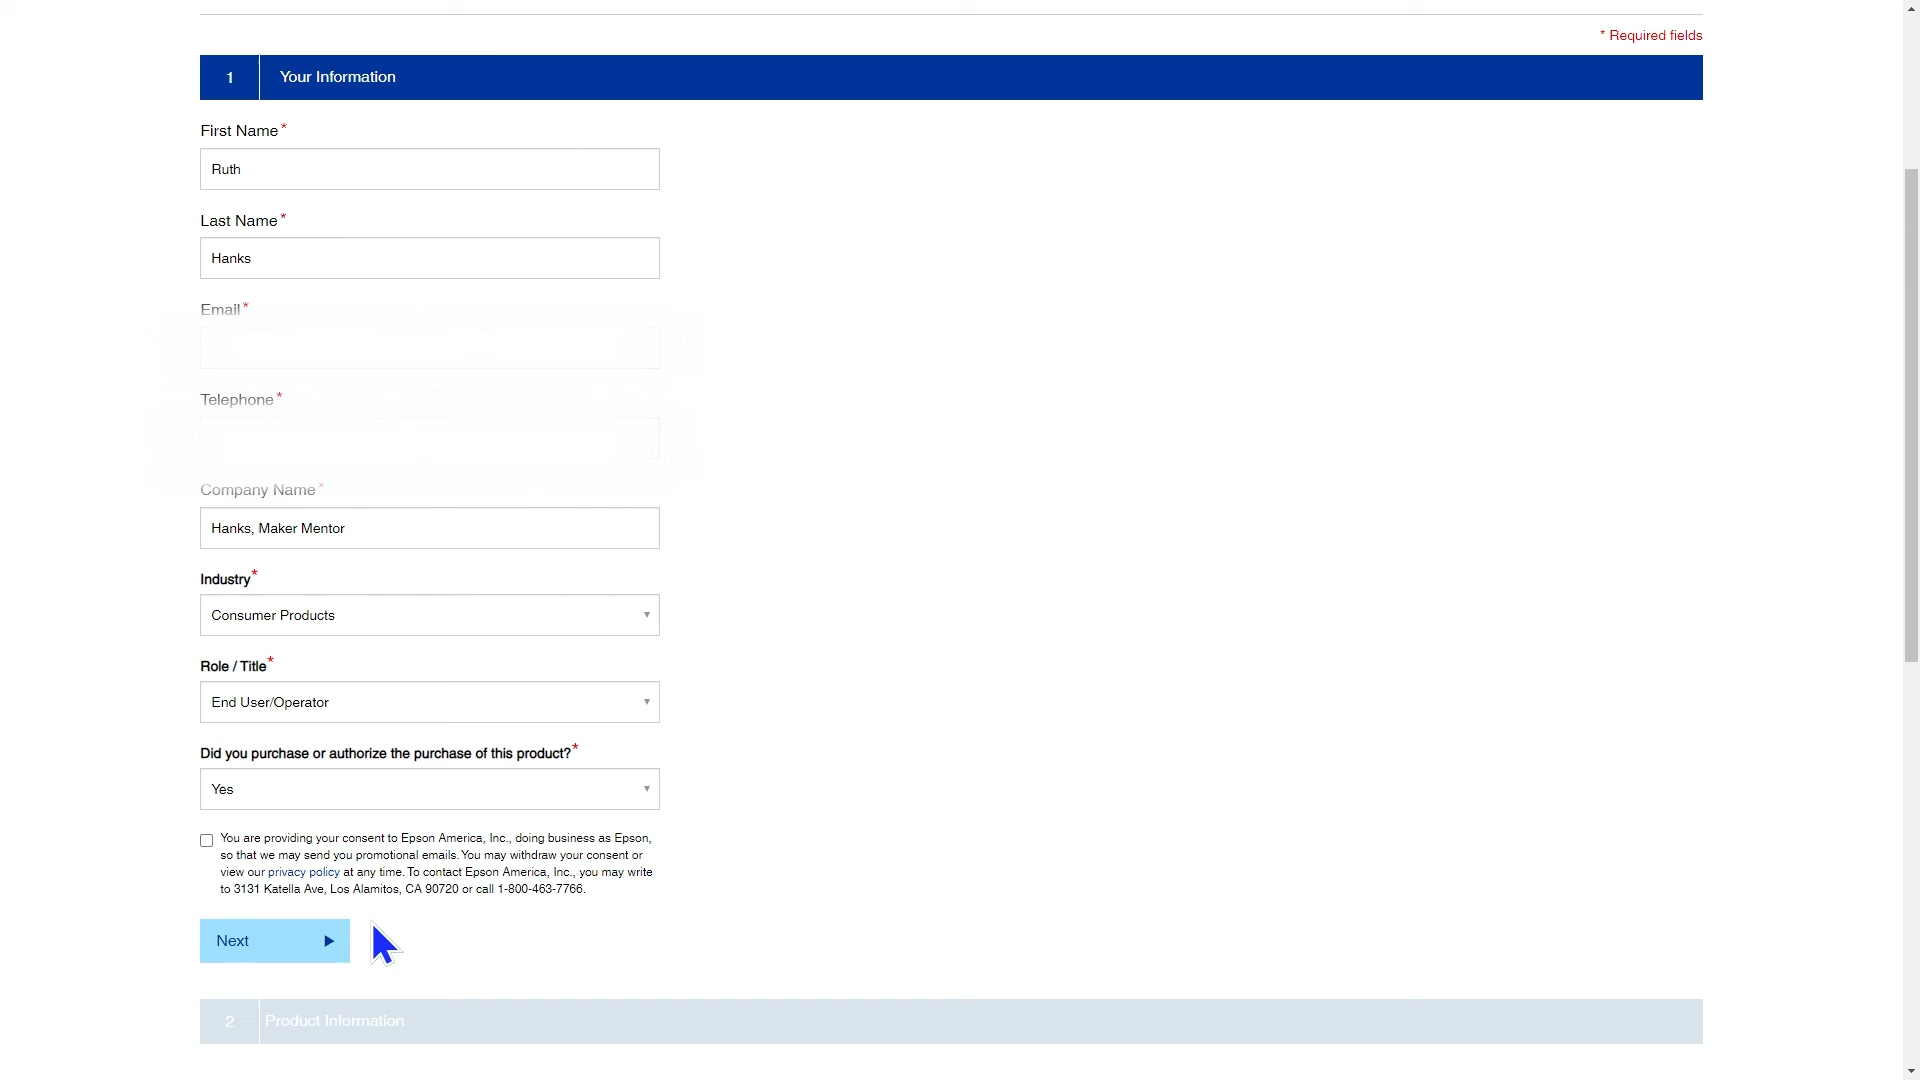 * Required fields
1 Your Information
First Name *
Ruth
Last Name *
Hanks
Email *
Telephone *
Company Name *
Hanks, Maker Mentor
Industry *
Consumer Products
Role / Title *
End User/Operator
Did you purchase or authorize the purchase of this product? *
Yes
You are providing your consent to Epson America, Inc., doing business as Epson,
so that we may send you promotional emails. You may withdraw your consent or
view our privacy policy at any time. To contact Epson America, Inc., you may write
to 3131 Katella Ave, Los Alamitos, CA 90720 or call 1-800-463-7766.
Next
2 Product Information